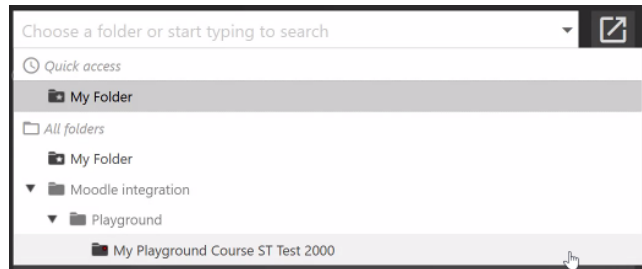 Choose a folder or start typing to search
Quick access
My Folder
All folders
My Folder
Moodle integration
Playground
My Playground Course ST Test 2000